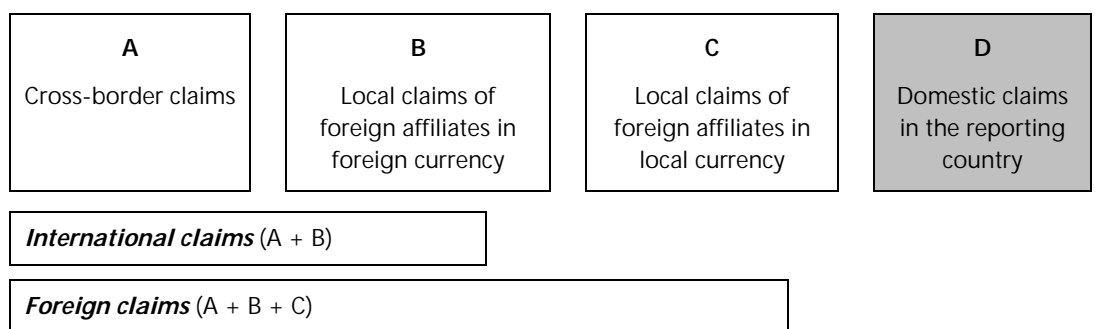 A
Cross-border claims
B
Local claims of
foreign affiliates in
foreign currency
C
Local claims of
foreign affiliates in
local currency
D
Domestic claims
in the reporting
country
International claims (A + B)
Foreign claims (A + B + C)